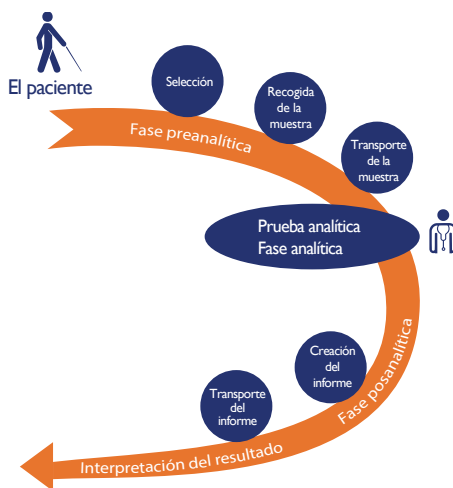 El paciente
Selección
Recogida
de la
muestra
Transporte
de la
muestra
Fase preanalítica
Prueba analítica
Fase analítica
Creación
del
informe
Fase posanalítica
Transporte
del
informe
Interpretación del resultado